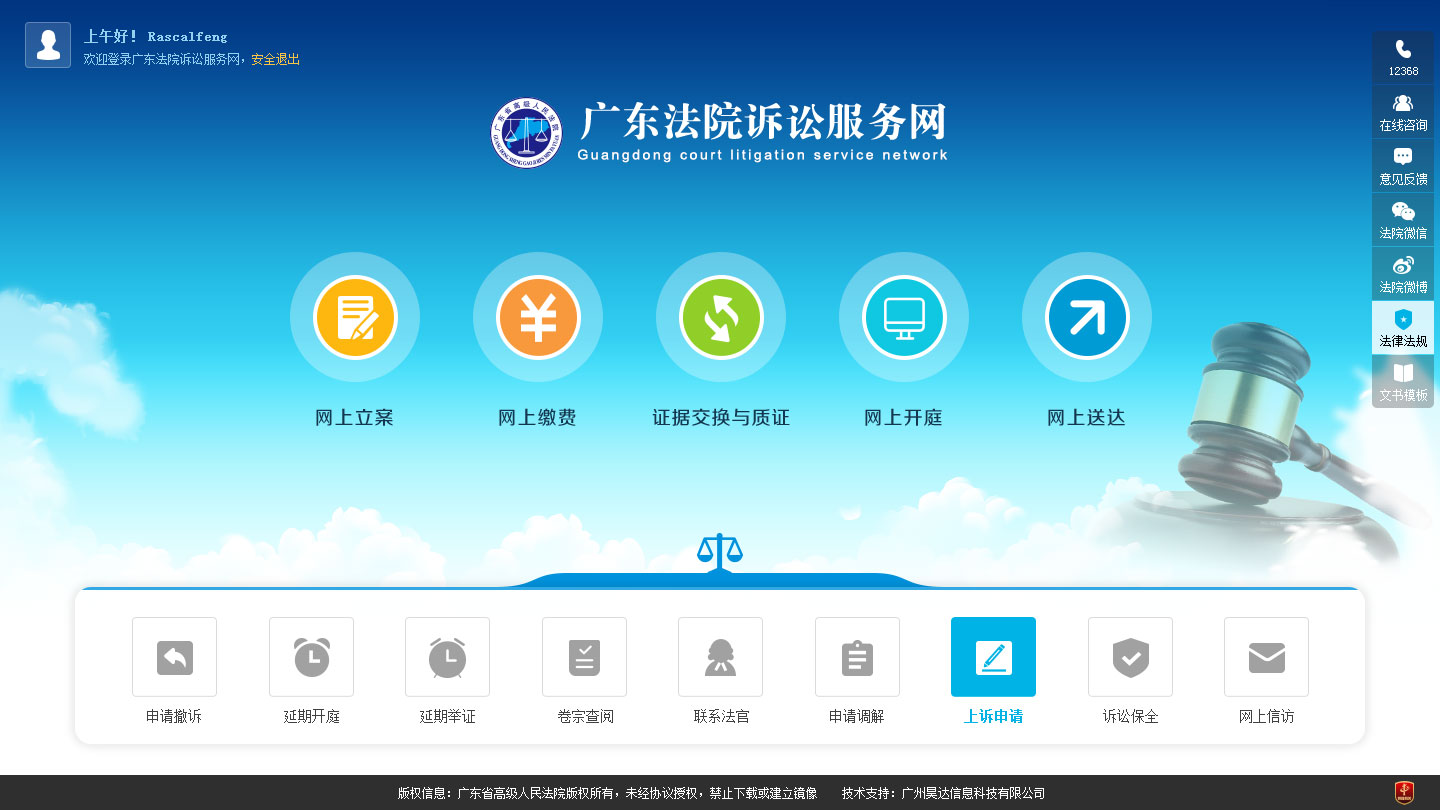 上午好！ Rascalfeng
欢迎登录广东法院诉讼服务网，安全退出
广东法院诉讼服务网
Guangdong court litigation service network
12368
在线咨询
意见反馈
法院微信
法院微博
法律法规
文书模板
网上立案
网上缴费
证据交换与质证
网上开庭
网上送达
申请撤诉
延期开庭
延期举证
卷宗查阅
联系法官
申请调解
上诉申请
诉讼保全
网上信访
版权信息：广东省高级人民法院版权所有，未经协议授权，禁止下载或建立镜像 技术支持：广州昊达信息科技有限公司